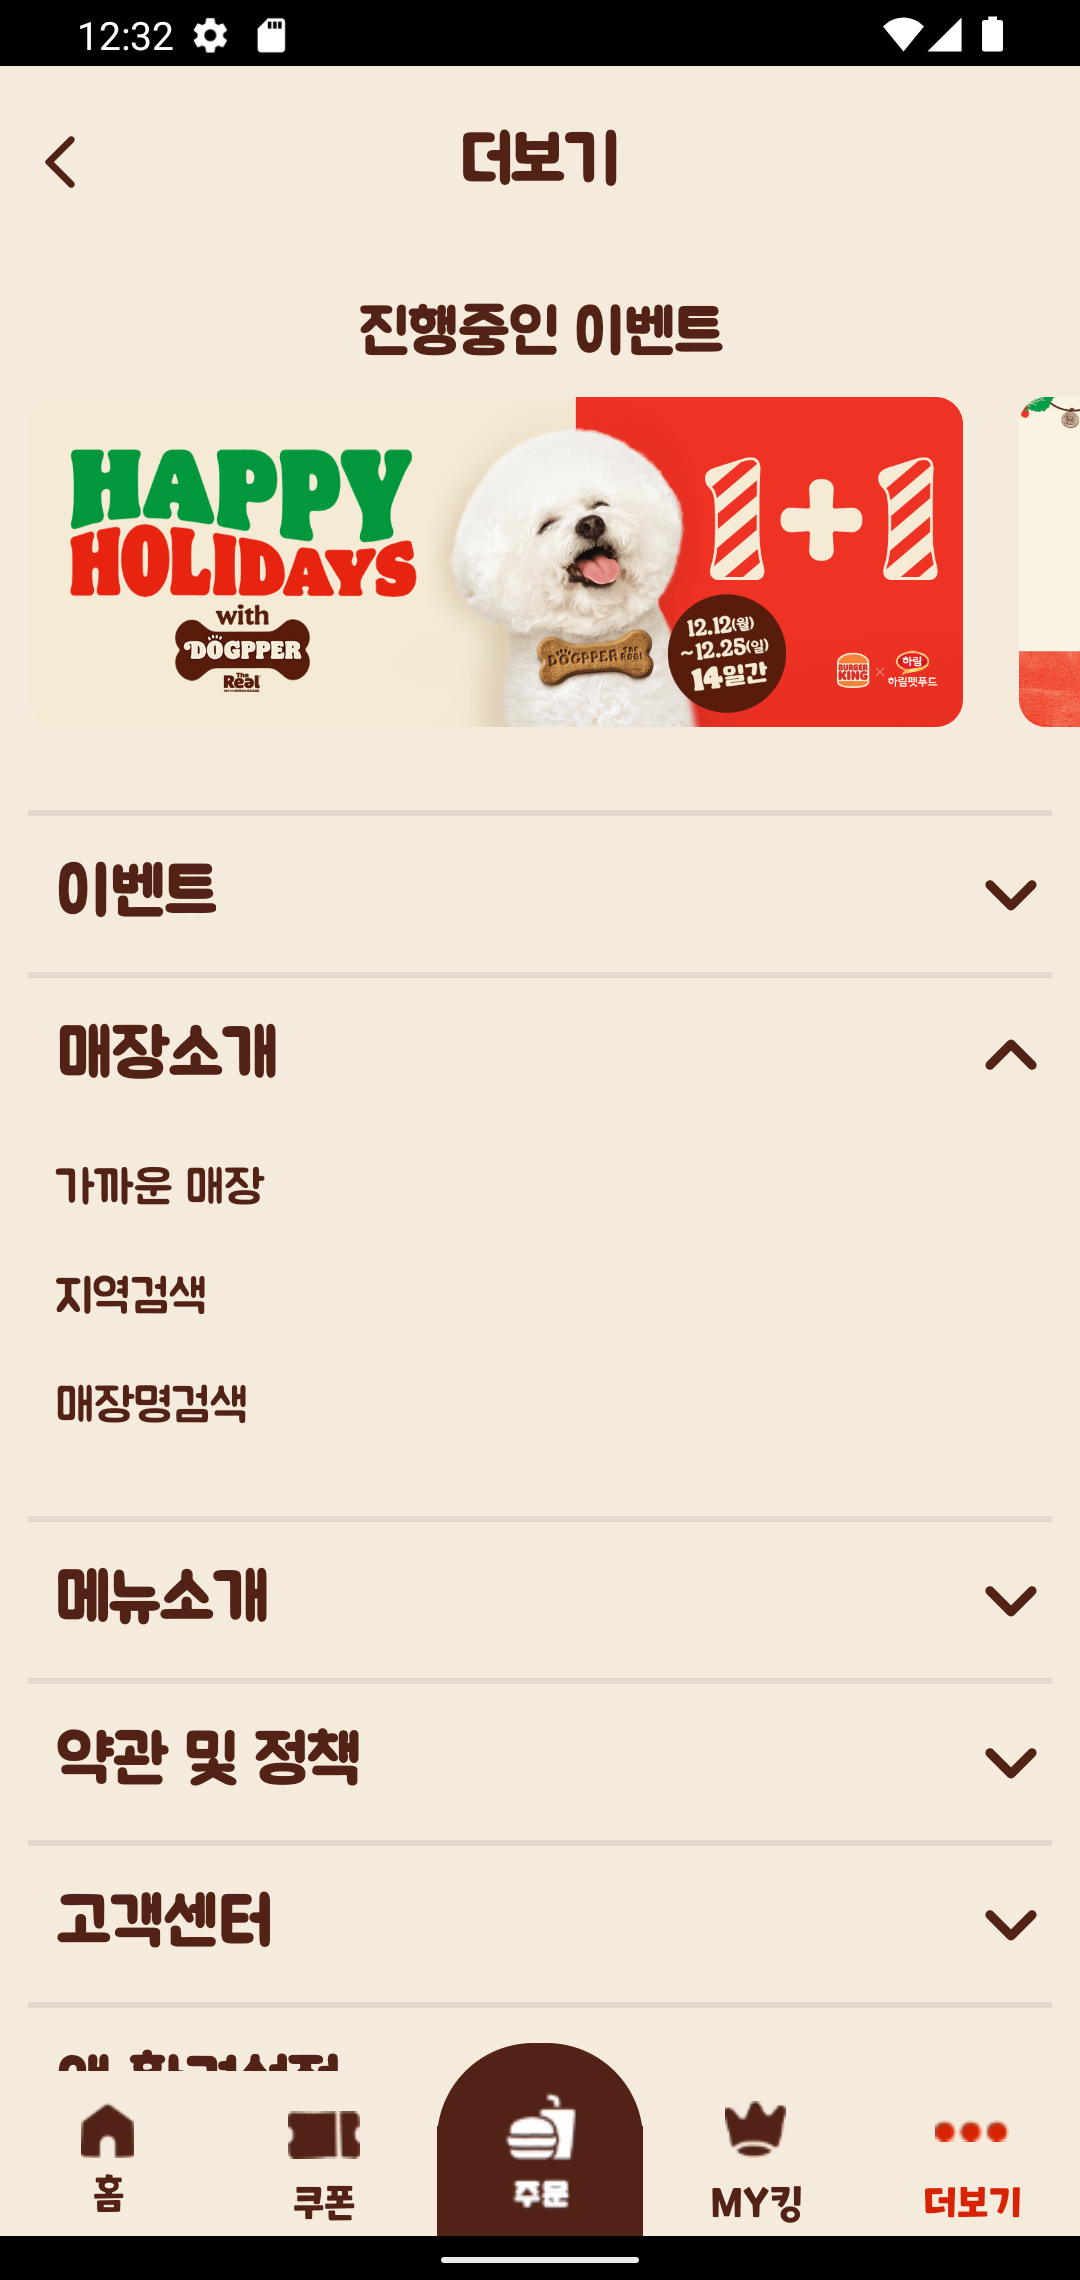 12:32
더보기
진행중인 이벤트
HAPPY
HOLIDAYS
with
DOGPPER
The
Real
DOGPPER THE REAL
1+1
12.12(월)
~12.25(일)
14일간
BURGER
KING
×
하림
하림펫푸드
이벤트
매장소개
가까운 매장
지역검색
매장명검색
메뉴소개
약관 및 정책
고객센터
홈
쿠폰
주문
MY킹
더보기